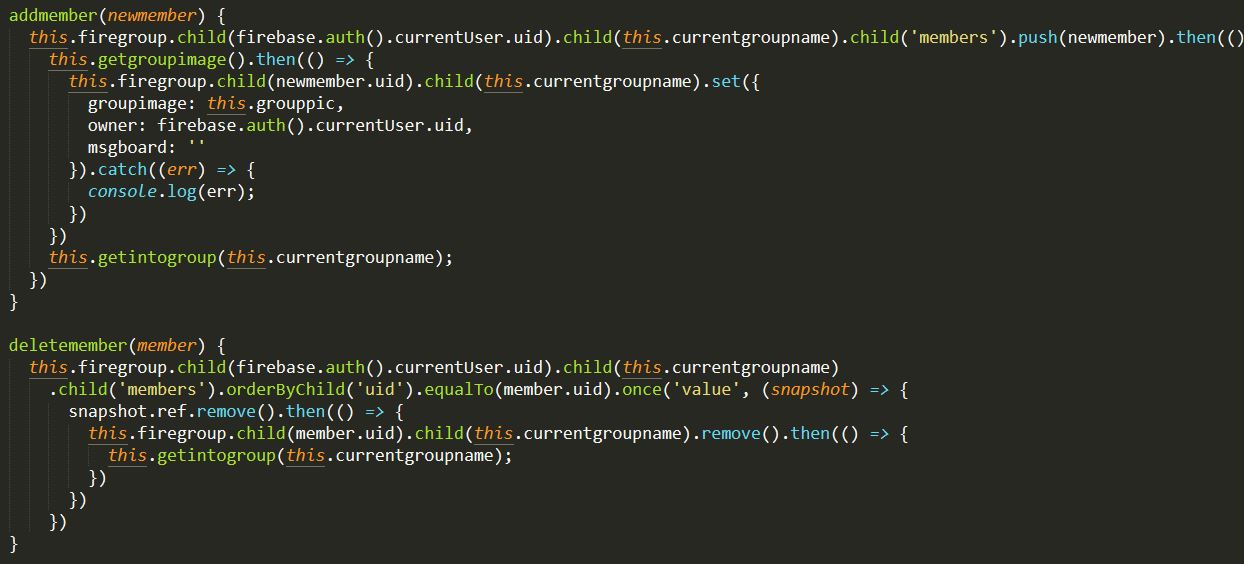 addmember(newmember) {
this.firegroup.child(firebase.auth().currentUser.uid).child(this.currentgroupname).child('members').push(newmember).then(()
this.getgroupimage().then(() => {
this.firegroup.child(newmember.uid).child(this.currentgroupname).set({
groupimage: this.grouppic,
owner: firebase.auth().currentUser.uid,
msgboard: ''
}).catch((err) => {
console.log(err);
})
})
this.getintogroup(this.currentgroupname);
})
}
deletemember(member) {
this.firegroup.child(firebase.auth().currentUser.uid).child(this.currentgroupname)
.child('members').orderByChild('uid').equalTo(member.uid).once('value', (snapshot) => {
snapshot.ref.remove().then(() => {
this.firegroup.child(member.uid).child(this.currentgroupname).remove().then(() => {
this.getintogroup(this.currentgroupname);
})
})
})
}